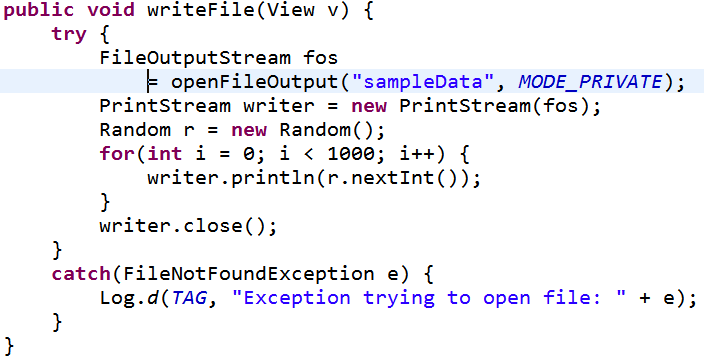 public void writeFile(View v) {
    try {
        FileOutputStream fos
            = openFileOutput("sampleData", MODE_PRIVATE);
        PrintStream writer = new PrintStream(fos);
        Random r = new Random();
        for(int i = 0; i < 1000; i++) {
            writer.println(r.nextInt());
        }
        writer.close();
    }
    catch(FileNotFoundException e) {
        Log.d(TAG, "Exception trying to open file: " + e);
    }
}